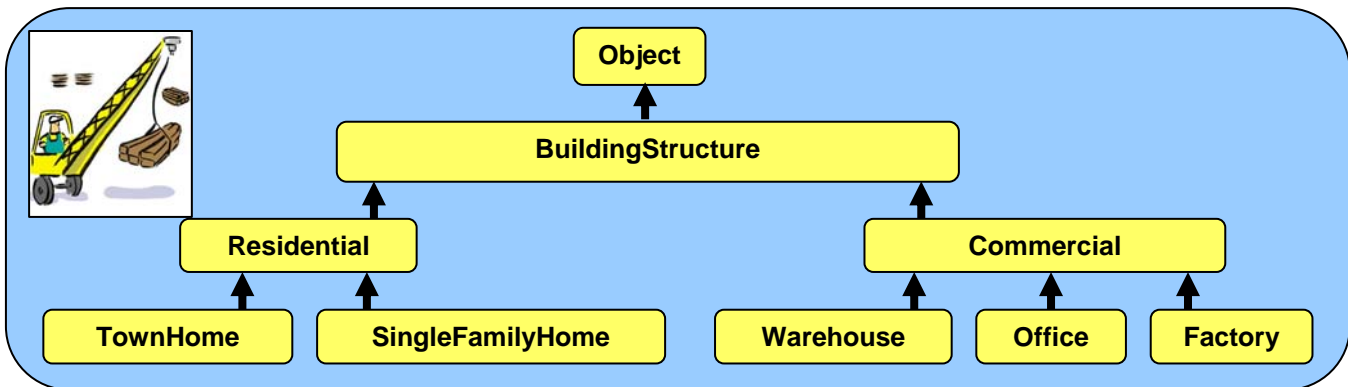 Object
BuildingStructure
Residential
Commercial
TownHome
SingleFamilyHome
Warehouse
Office
Factory